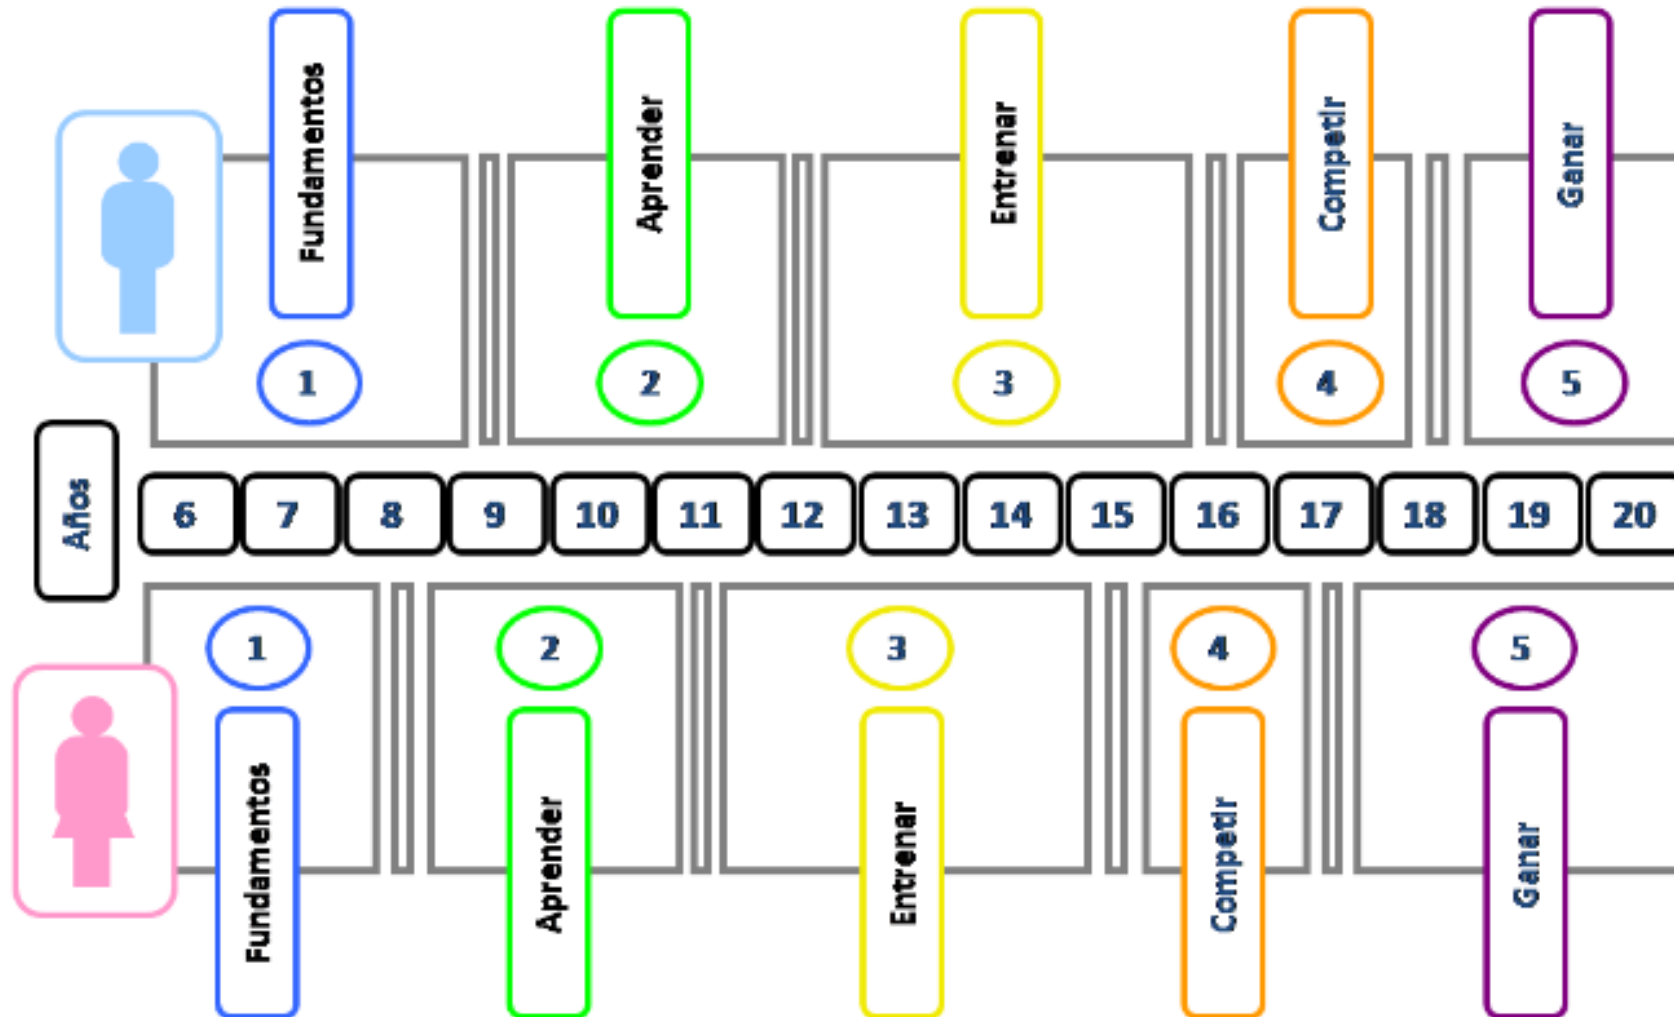 Fundamentos
Aprender
Entrenar
Competir
Ganar
1
2
3
4
5
Años
6 7 8 9 10 11 12 13 14 15 16 17 18 19 20
1
2
3
4
5
Fundamentos
Aprender
Entrenar
Competir
Ganar